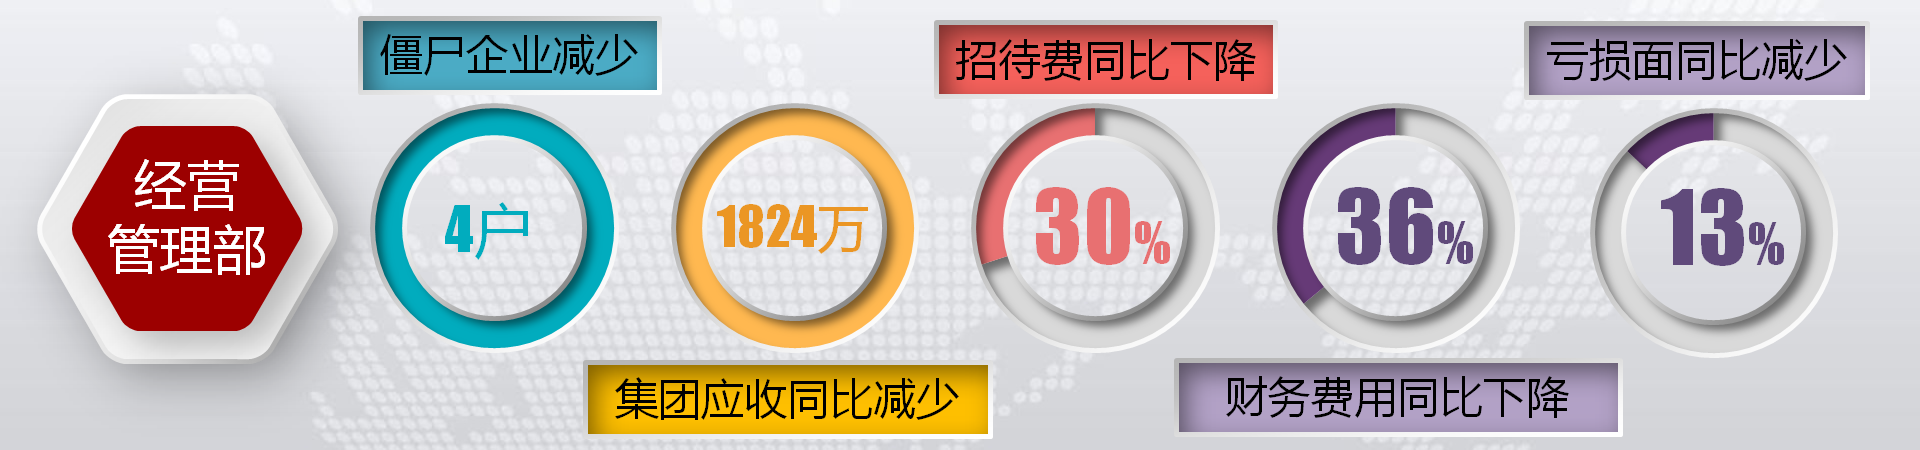 经营
管理部
僵尸企业减少
4户
集团应收同比减少
1824万
招待费同比下降
30%
财务费用同比下降
36%
亏损面同比减少
13%